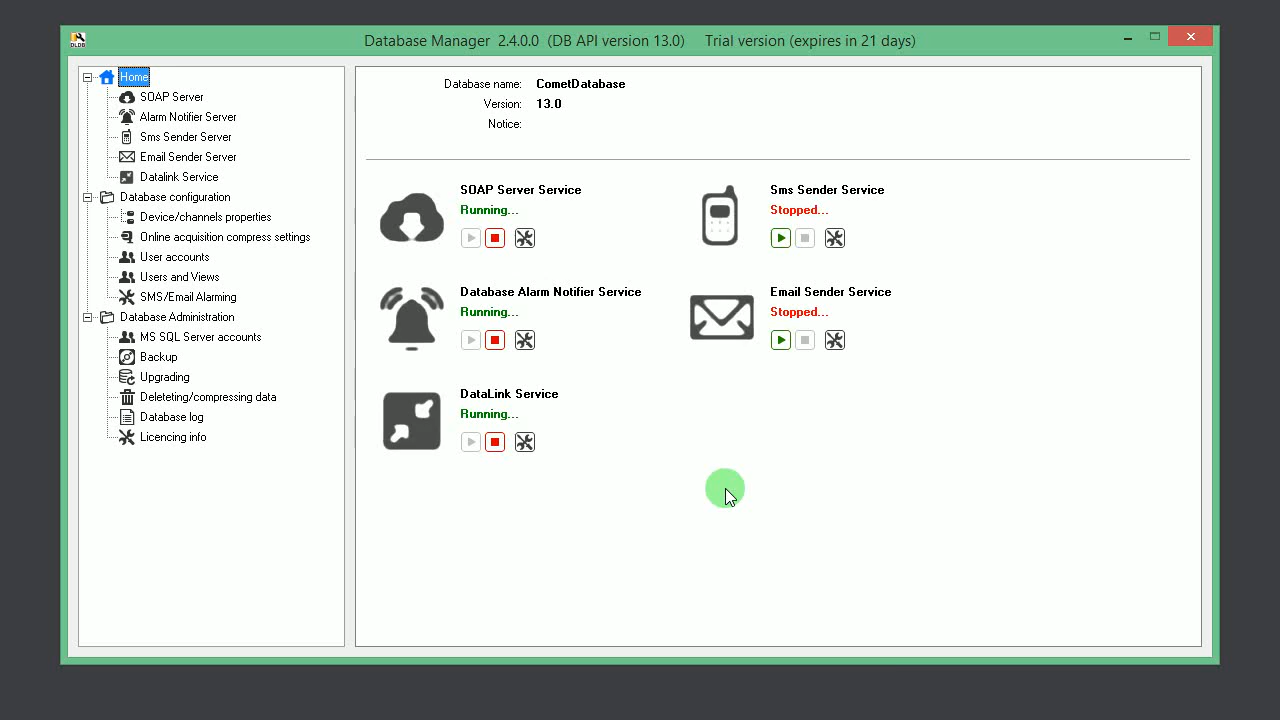 DLDB
Database Manager 2.4.0.0 (DB API version 13.0) Trial version (expires in 21 days)
Home
SOAP Server
Alarm Notifier Server
Sms Sender Server
Email Sender Server
Datalink Service
Database configuration
Device/channels properties
Online acquisition compress settings
User accounts
Users and Views
SMS/Email Alarming
Database Administration
MS SQL Server accounts
Backup
Upgrading
Deleteting/compressing data
Database log
Licencing info
Database name: CometDatabase
Version: 13.0
Notice:
SOAP Server Service
Running...
Sms Sender Service
Stopped...
Database Alarm Notifier Service
Running...
Email Sender Service
Stopped...
DataLink Service
Running...